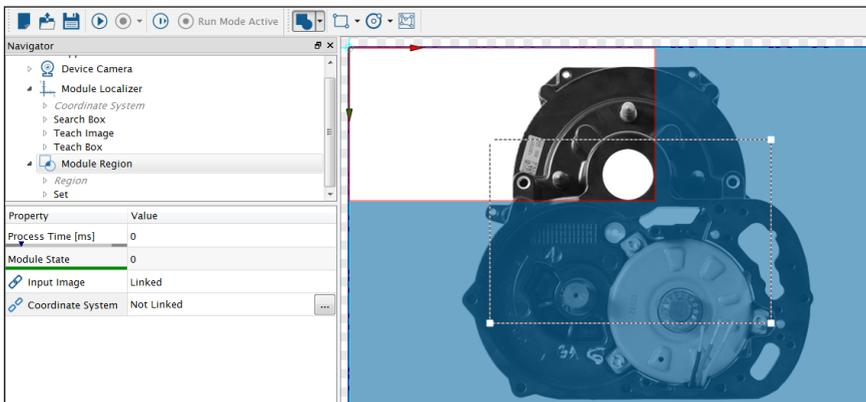 Run Mode Active
Navigator
Device Camera
Module Localizer
Coordinate System
Search Box
Teach Image
Teach Box
Module Region
Region
Set
Property Value
Process Time [ms] 0
Module State 0
Input Image Linked
Coordinate System Not Linked ...